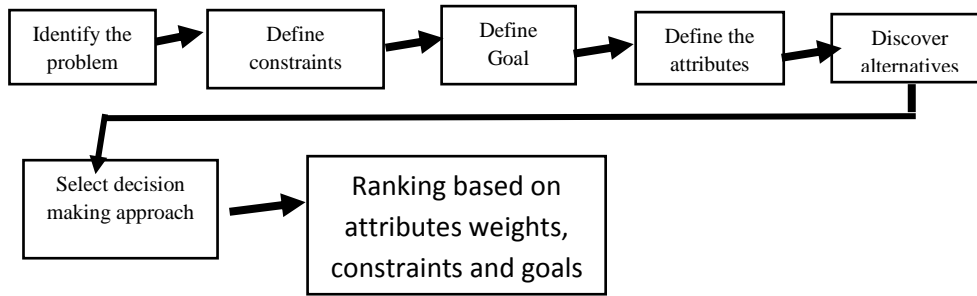 Identify the
problem
Define
constraints
Define
Goal
Define the
attributes
Discover
alternatives
Select decision
making approach
Ranking based on
attributes weights,
constraints and goals